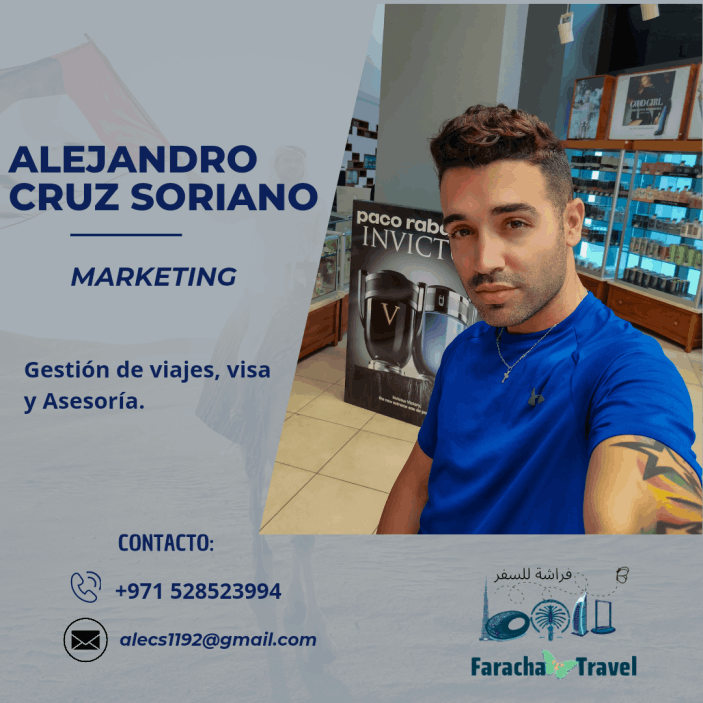 ALEJANDRO
CRUZ SORIANO
MARKETING
Gestión de viajes, visa
y Asesoría.
CONTACTO:
+971 528523994
alecs1192@gmail.com
paco rab
INVICT
V
GOOD GIRL
فراشة للسفر
Faracha Travel